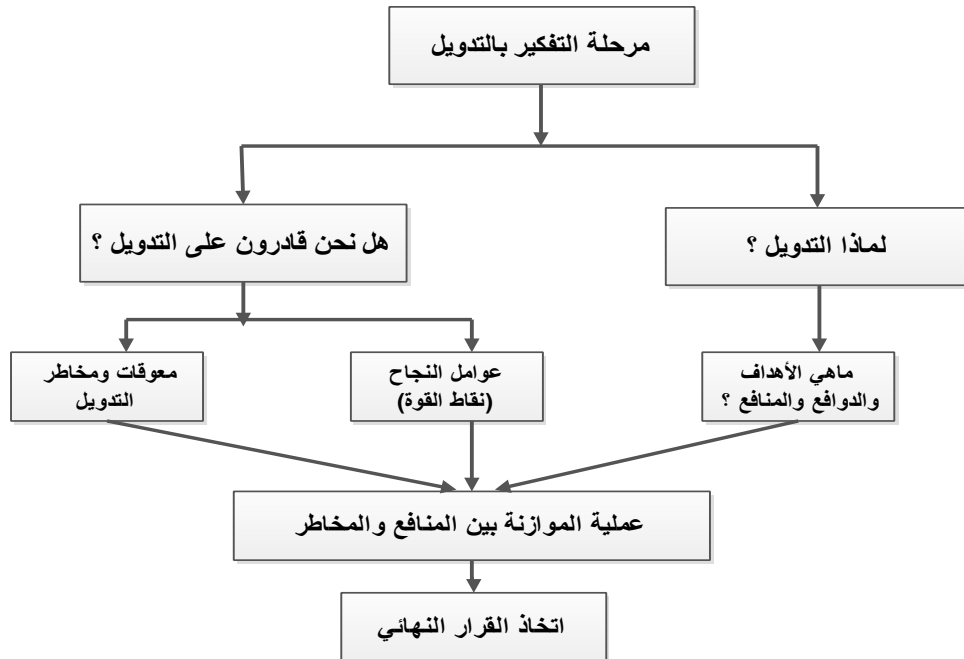 مرحلة التفكير بالتدويل
لماذا التدويل ؟
هل نحن قادرون على التدويل ؟
ماهي الأهداف
والدوافع والمنافع ؟
عوامل النجاح
(نقاط القوة)
معوقات ومخاطر
التدويل
عملية الموازنة بين المنافع والمخاطر
اتخاذ القرار النهائي